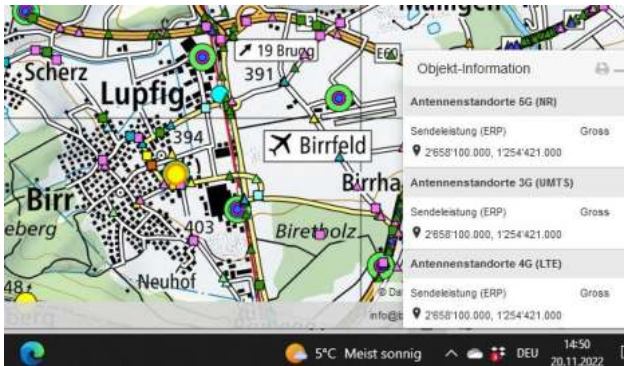 19 Brugg
E60
Scherz
391
Lupfig
394
Birrfeld
Birr
Birrha
403
Biretholz
Neuhof
48
info@b
Objekt-Information
Antennenstandorte 5G (NR)
Sendeleistung (ERP) Gross
2'658'100.000, 1'254'421.000
Antennenstandorte 3G (UMTS)
Sendeleistung (ERP) Gross
2'658'100.000, 1'254'421.000
Antennenstandorte 4G (LTE)
Sendeleistung (ERP) Gross
2'658'100.000, 1'254'421.000
5°C Meist sonnig
DEU
14:50
20.11.2022